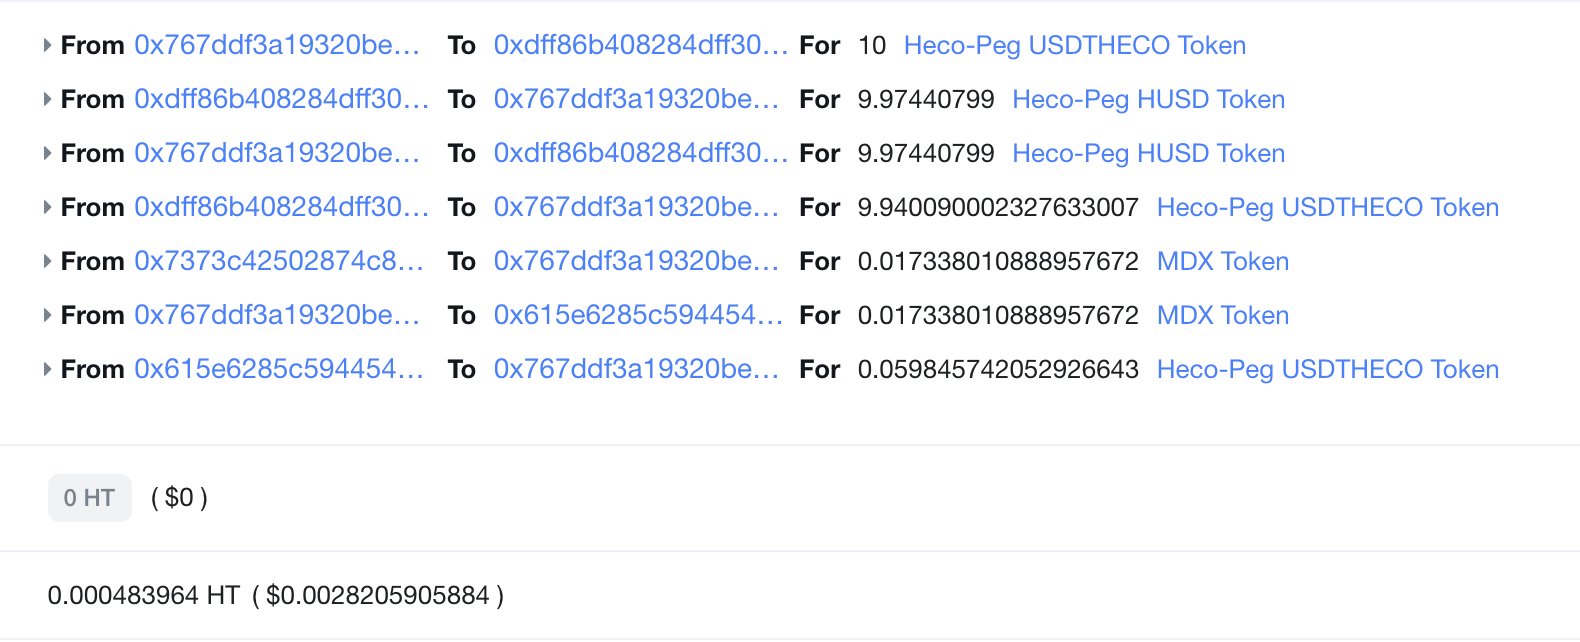 From 0x767ddf3a19320be... To 0xdff86b408284dff30... For 10 Heco-Peg USDTHECO Token
From 0xdff86b408284dff30... To 0x767ddf3a19320be... For 9.97440799 Heco-Peg HUSD Token
From 0x767ddf3a19320be... To 0xdff86b408284dff30... For 9.97440799 Heco-Peg HUSD Token
From 0xdff86b408284dff30... To 0x767ddf3a19320be... For 9.940090002327633007 Heco-Peg USDTHECO Token
From 0x7373c42502874c8... To 0x767ddf3a19320be... For 0.017338010888957672 MDX Token
From 0x767ddf3a19320be... To 0x615e6285c594454... For 0.017338010888957672 MDX Token
From 0x615e6285c594454... To 0x767ddf3a19320be... For 0.059845742052926643 Heco-Peg USDTHECO Token
0 HT ( $0 )
0.000483964 HT ( $0.0028205905884 )